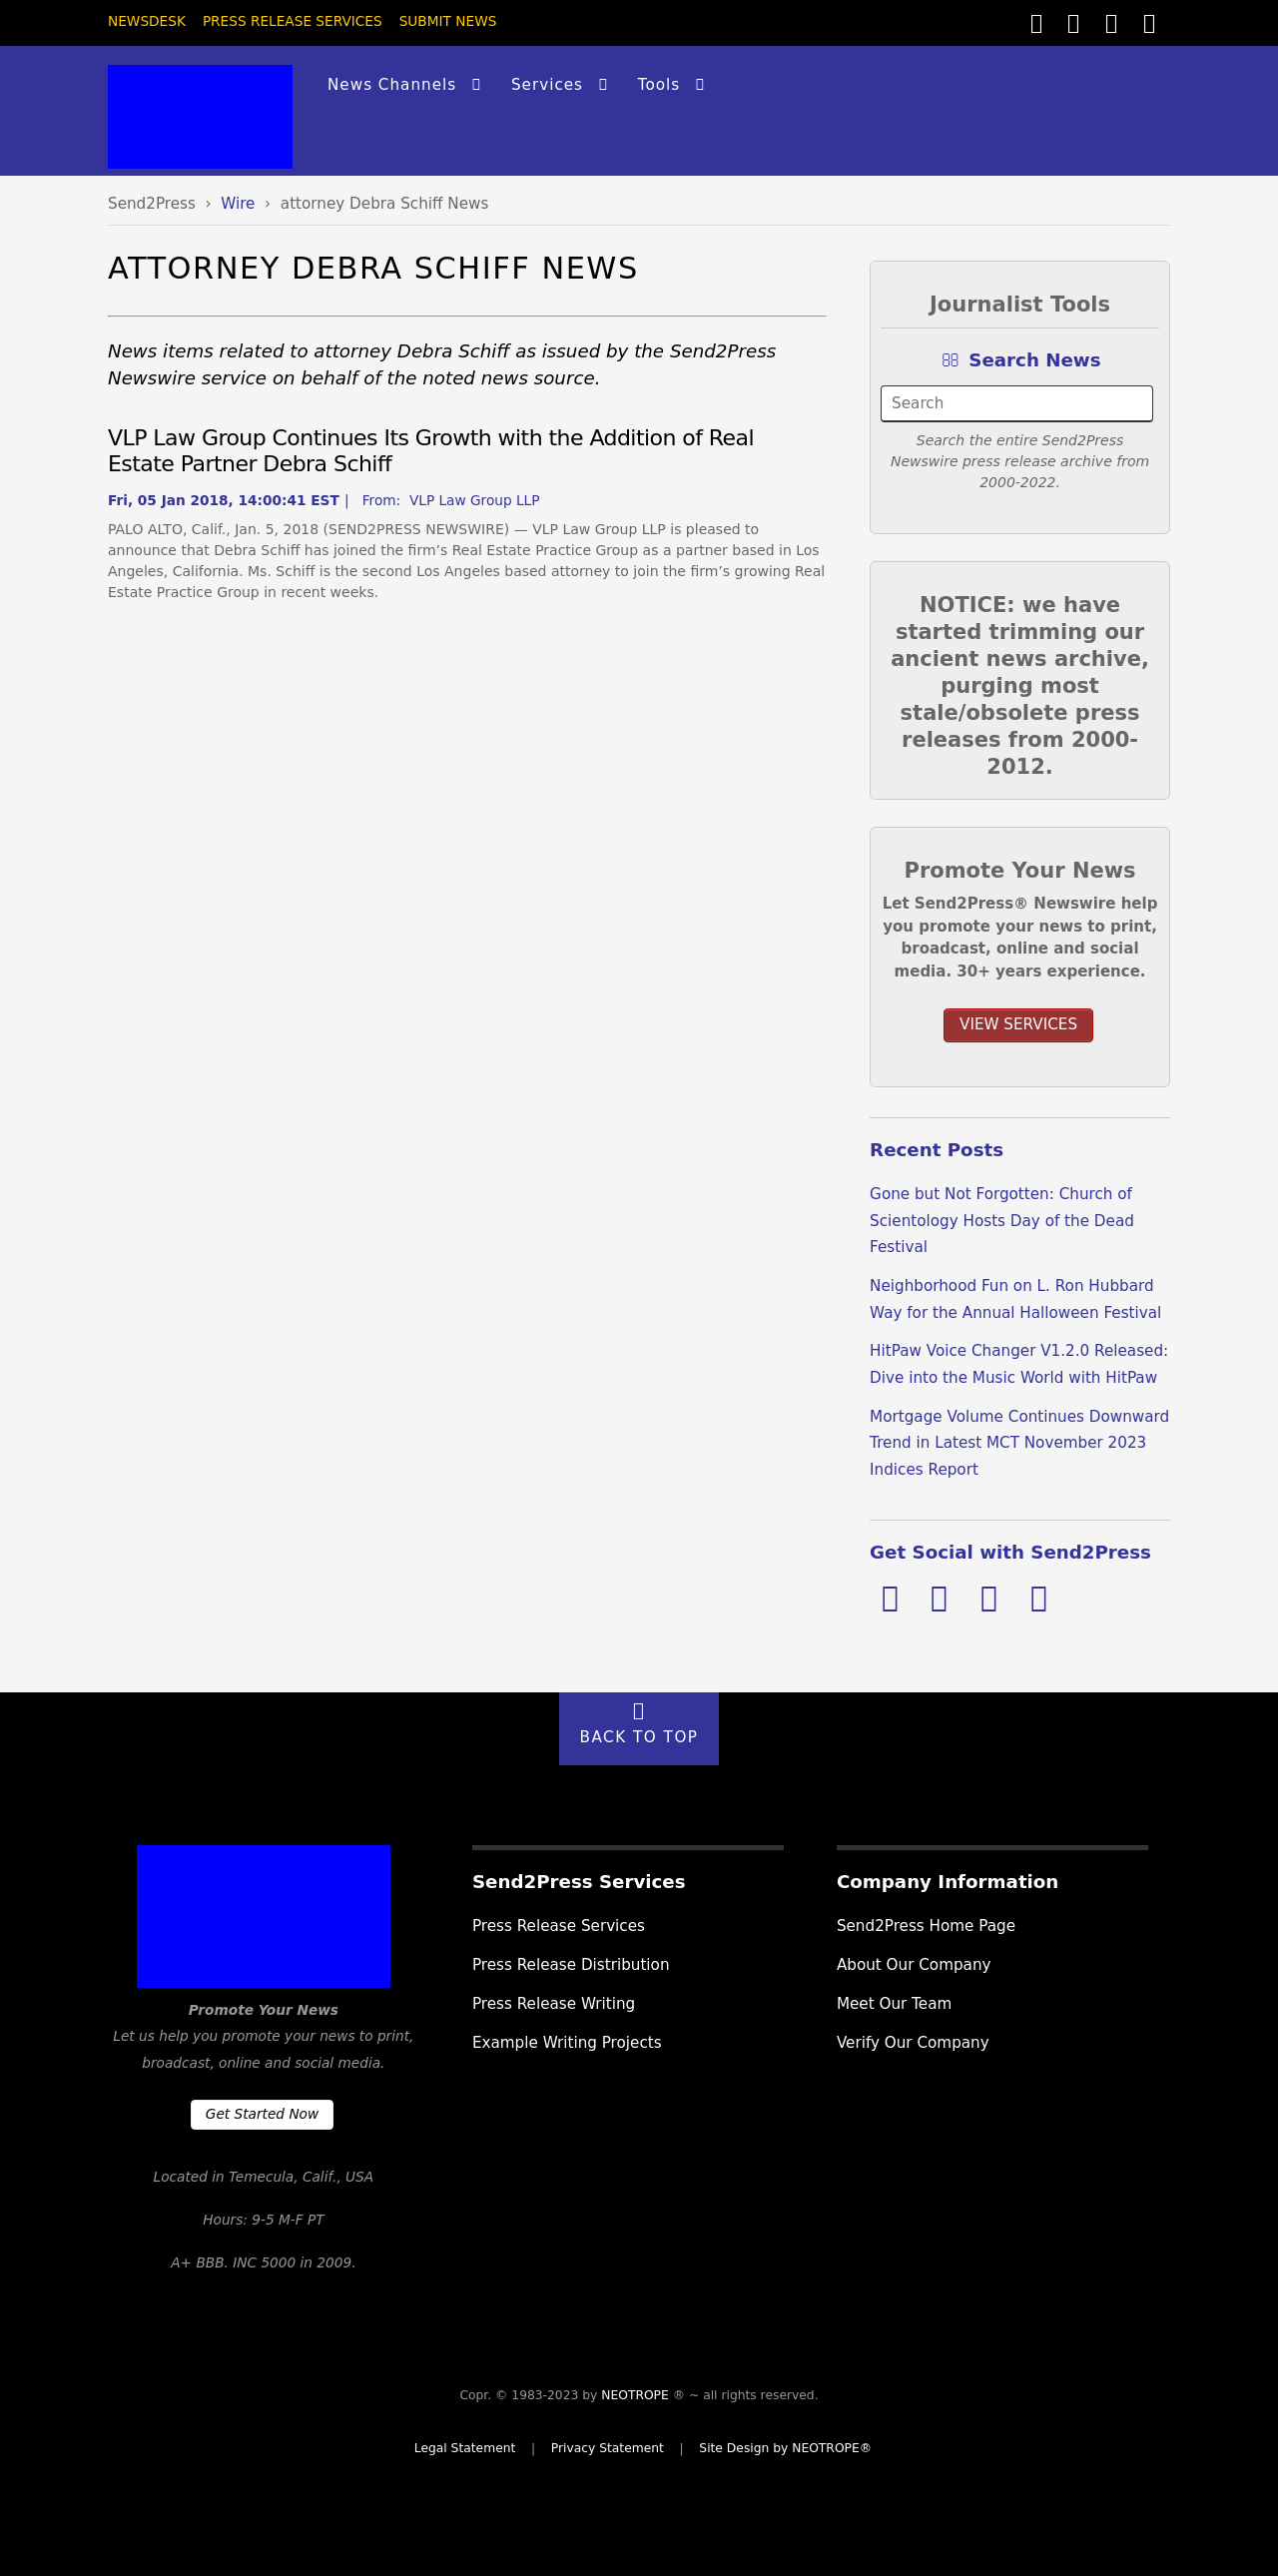 NEWSDESK PRESS RELEASE SERVICES SUBMIT NEWS
News Channels Services Tools
Send2Press › Wire › attorney Debra Schiff News
ATTORNEY DEBRA SCHIFF NEWS
News items related to attorney Debra Schiff as issued by the Send2Press
Newswire service on behalf of the noted news source.
VLP Law Group Continues Its Growth with the Addition of Real
Estate Partner Debra Schiff
Fri, 05 Jan 2018, 14:00:41 EST | From: VLP Law Group LLP
PALO ALTO, Calif., Jan. 5, 2018 (SEND2PRESS NEWSWIRE) — VLP Law Group LLP is pleased to
announce that Debra Schiff has joined the firm’s Real Estate Practice Group as a partner based in Los
Angeles, California. Ms. Schiff is the second Los Angeles based attorney to join the firm’s growing Real
Estate Practice Group in recent weeks.
Journalist Tools
Search News
Search
Search the entire Send2Press
Newswire press release archive from
2000-2022.
NOTICE: we have
started trimming our
ancient news archive,
purging most
stale/obsolete press
releases from 2000-
2012.
Promote Your News
Let Send2Press® Newswire help
you promote your news to print,
broadcast, online and social
media. 30+ years experience.
VIEW SERVICES
Recent Posts
Gone but Not Forgotten: Church of
Scientology Hosts Day of the Dead
Festival
Neighborhood Fun on L. Ron Hubbard
Way for the Annual Halloween Festival
HitPaw Voice Changer V1.2.0 Released:
Dive into the Music World with HitPaw
Mortgage Volume Continues Downward
Trend in Latest MCT November 2023
Indices Report
Get Social with Send2Press
BACK TO TOP
Promote Your News
Let us help you promote your news to print,
broadcast, online and social media.
Get Started Now
Located in Temecula, Calif., USA
Hours: 9-5 M-F PT
A+ BBB. INC 5000 in 2009.
Send2Press Services
Press Release Services
Press Release Distribution
Press Release Writing
Example Writing Projects
Company Information
Send2Press Home Page
About Our Company
Meet Our Team
Verify Our Company
Copr. © 1983-2023 by NEOTROPE ® ~ all rights reserved.
Legal Statement | Privacy Statement | Site Design by NEOTROPE®